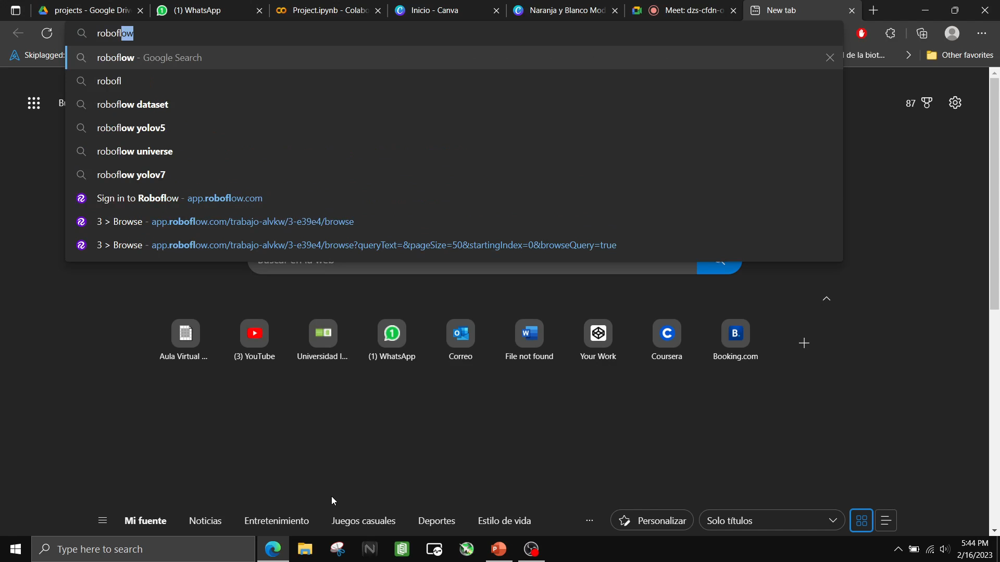 projects - Google Driv
(1) WhatsApp
Project.ipynb - Colabo
Inicio - Canva
Naranja y Blanco Mod
Meet: dzs-cfdn-o
New tab
roboflow
Skiplagged:
l de la biot...
Other favorites
roboflow - Google Search
robofl
roboflow dataset
roboflow yolov5
roboflow universe
roboflow yolov7
Sign in to Roboflow - app.roboflow.com
3 > Browse - app.roboflow.com/trabajo-alvkw/3-e39e4/browse
3 > Browse - app.roboflow.com/trabajo-alvkw/3-e39e4/browse?queryText=&pageSize=50&startingIndex=0&browseQuery=true
87
Buscar en la web
Aula Virtual ...
(3) YouTube
Universidad I...
(1) WhatsApp
Correo
File not found
Your Work
Coursera
B.
Booking.com
Mi fuente
Noticias
Entretenimiento
Juegos casuales
Deportes
Estilo de vida
...
Personalizar
Solo títulos
Type here to search
5:44 PM
2/16/2023